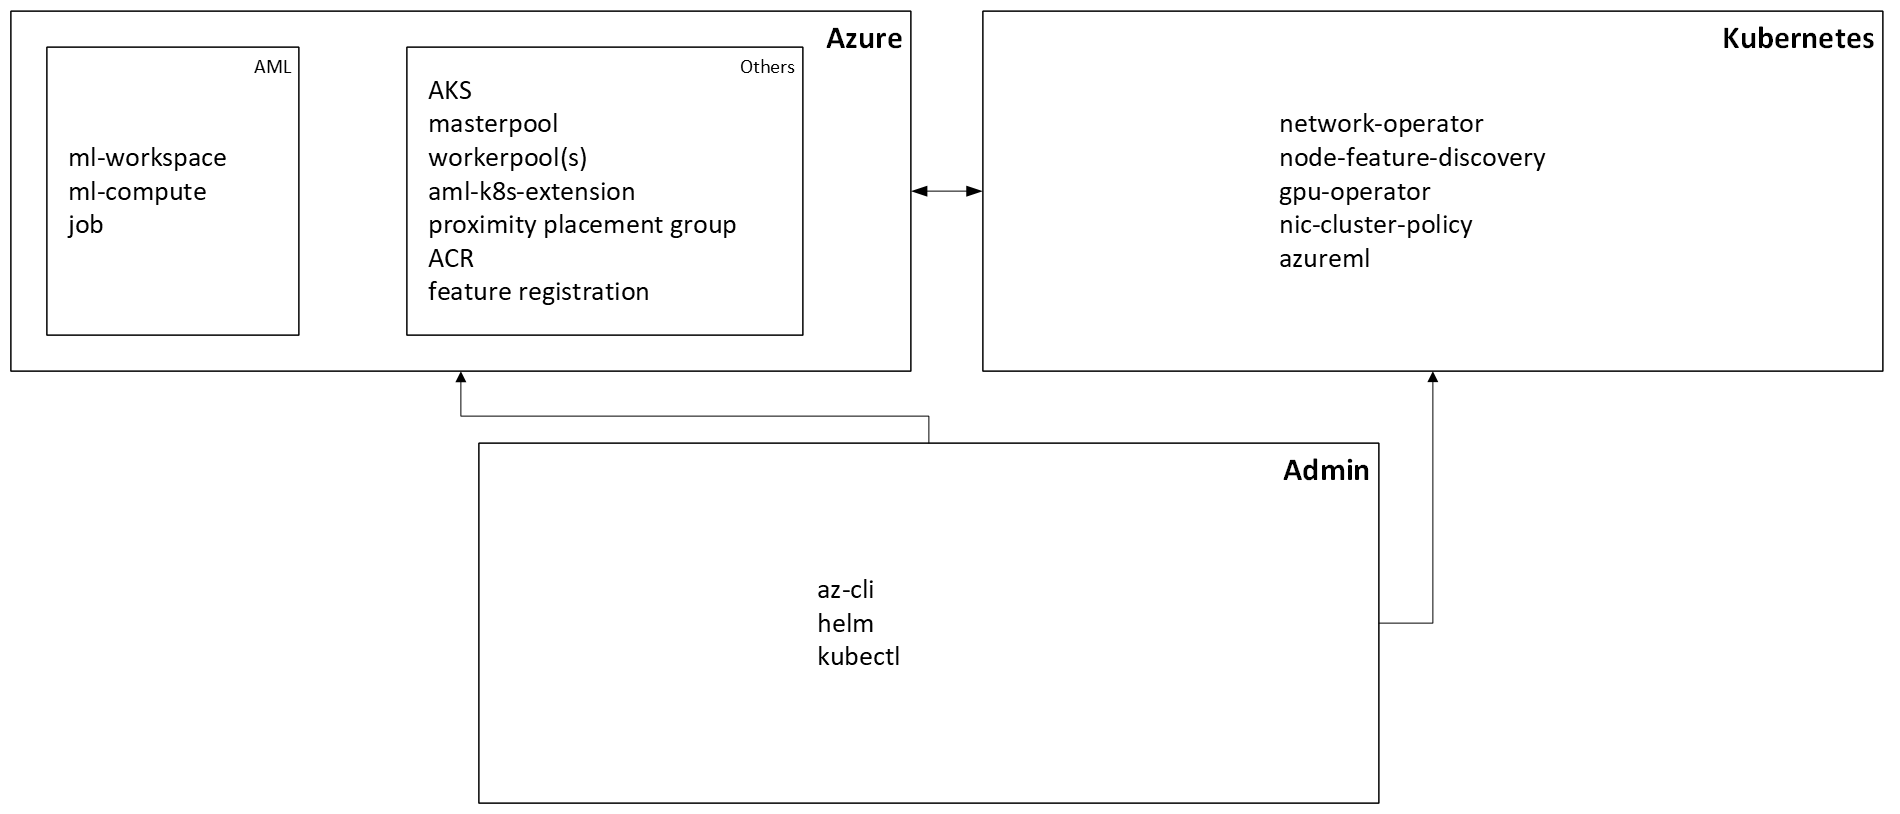 Azure
AML
ml-workspace
ml-compute
job
Others
AKS
masterpool
workerpool(s)
aml-k8s-extension
proximity placement group
ACR
feature registration
Kubernetes
network-operator
node-feature-discovery
gpu-operator
nic-cluster-policy
azureml
Admin
az-cli
helm
kubectl